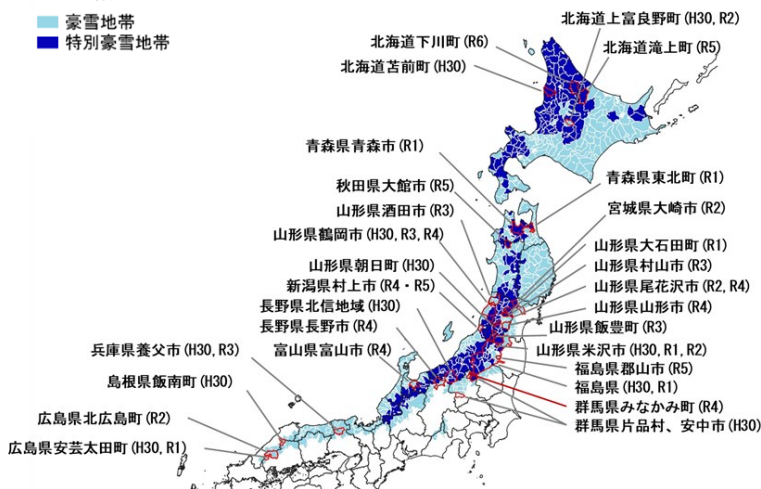 豪雪地帯
特別豪雪地帯
北海道上富良野町(H30, R2)
北海道下川町(R6)
北海道滝上町(R5)
北海道苫前町(H30)
青森県青森市(R1)
青森県東北町(R1)
秋田県大館市(R5)
宮城県大崎市(R2)
山形県酒田市(R3)
山形県鶴岡市(H30, R3, R4)
山形県大石田町(R1)
山形県朝日町(H30)
山形県村山市(R3)
新潟県村上市(R4・R5)
山形県尾花沢市(R2, R4)
長野県北信地域(H30)
山形県山形市(R4)
長野県長野市(R4)
山形県飯豊町(R3)
兵庫県養父市(H30, R3)
富山県富山市(R4)
山形県米沢市(H30, R1, R2)
福島県郡山市(R5)
島根県飯南町(H30)
福島県(H30, R1)
広島県北広島町(R2)
群馬県みなかみ町(R4)
群馬県片品村、安中市(H30)
広島県安芸太田町(H30, R1)